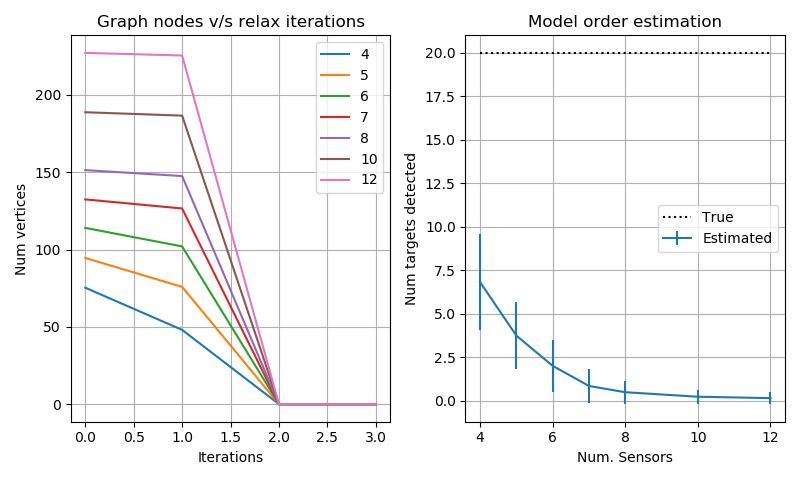 Graph nodes v/s relax iterations
Num vertices
200
150
100
50
0
0.0 0.5 1.0 1.5 2.0 2.5 3.0
Iterations
4
5
6
7
8
10
12
Model order estimation
Num targets detected
20.0
17.5
15.0
12.5
10.0
7.5
5.0
2.5
0.0
4 6 8 10 12
Num. Sensors
True
Estimated